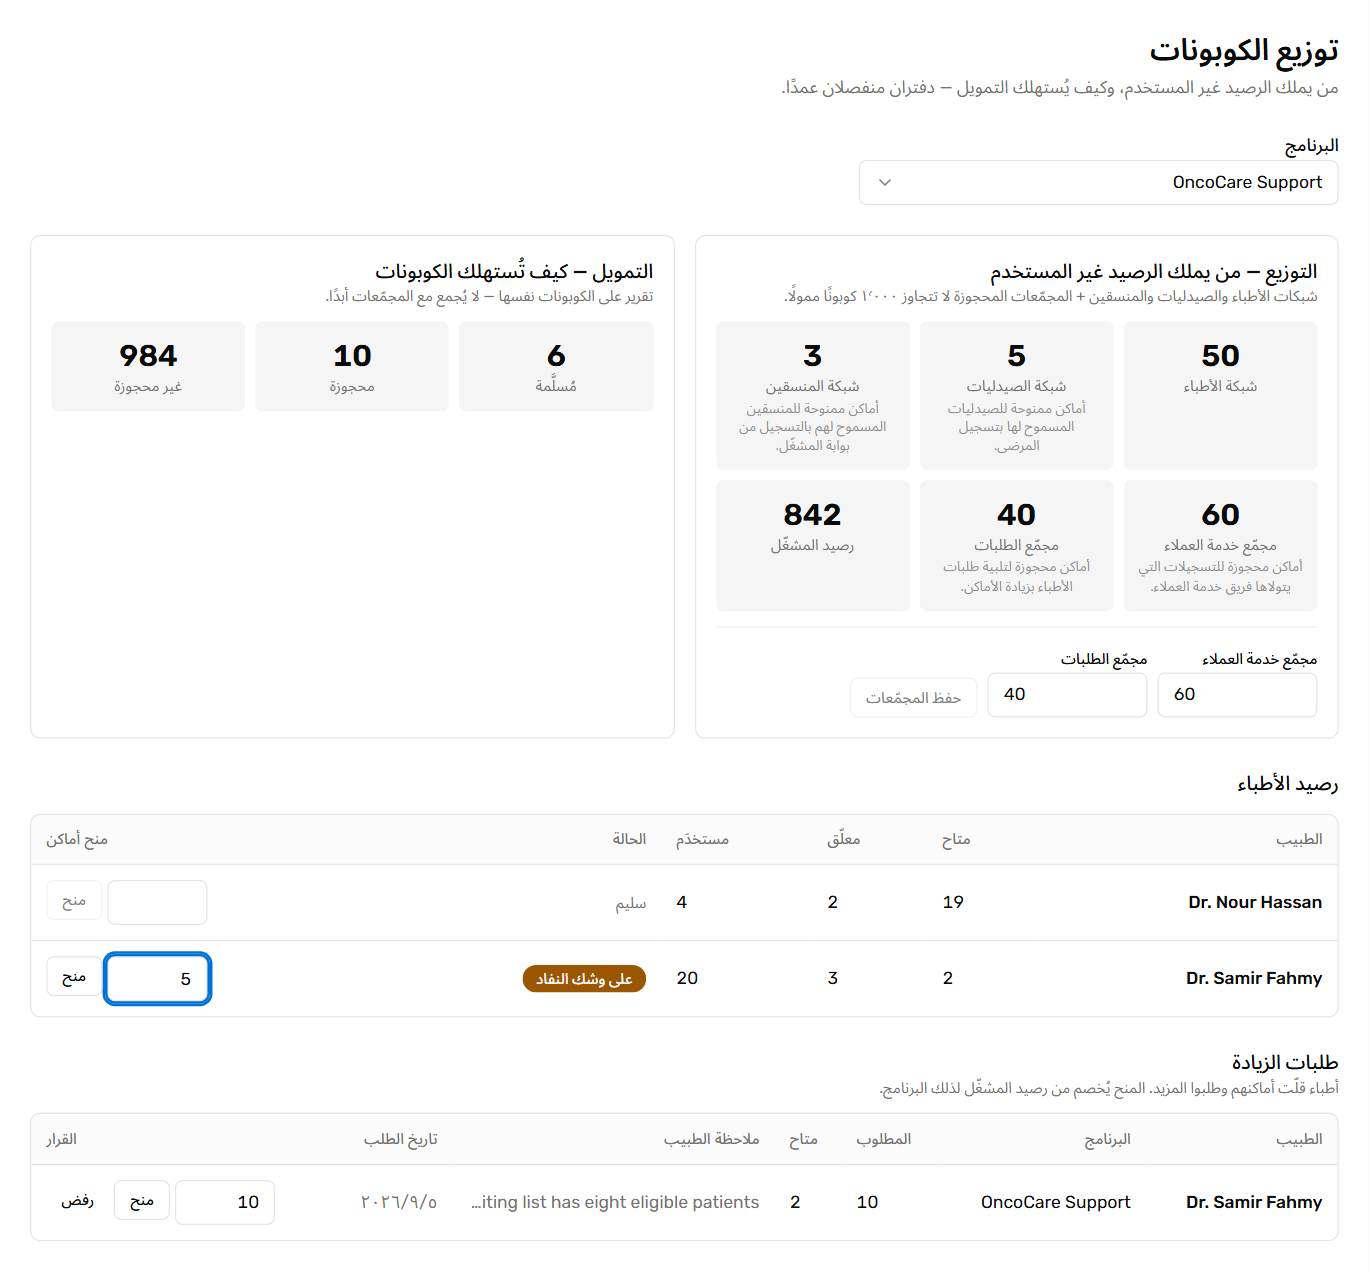 توزيع الكوبونات
من يملك الرصيد غير المستخدم، وكيف يُستهلك التمويل – دفتران منفصلان عمدًا.
البرنامج
OncoCare Support
التوزيع – من يملك الرصيد غير المستخدم
شبكات الأطباء والصيدليات والمنسقين + المجمّعات المحجوزة لا تتجاوز ١٬٠٠٠ كوبونًا ممولًا.
50
شبكة الأطباء
5
شبكة الصيدليات
أماكن ممنوحة للصيدليات
المسموح لها بتسجيل
المرضى.
3
شبكة المنسقين
أماكن ممنوحة للمنسقين
المسموح لهم بالتسجيل من
بوابة المشغّل.
60
مجمّع خدمة العملاء
أماكن محجوزة للتسجيلات التي
يتولاها فريق خدمة العملاء.
40
مجمّع الطلبات
أماكن محجوزة لتلبية طلبات
الأطباء بزيادة الأماكن.
842
رصيد المشغّل
مجمّع خدمة العملاء
60
مجمّع الطلبات
40
حفظ المجمّعات
التمويل – كيف تُستهلك الكوبونات
تقرير على الكوبونات نفسها – لا يُجمع مع المجمّعات أبدًا.
6
مُسلَّمة
10
محجوزة
984
غير محجوزة
رصيد الأطباء
الطبيب متاح معلّق مستخدَم الحالة منح أماكن
Dr. Nour Hassan 19 2 4 سليم منح
Dr. Samir Fahmy 2 3 20 على وشك النفاد 5 منح
طلبات الزيادة
أطباء قلّت أماكنهم وطلبوا المزيد. المنح يُخصم من رصيد المشغّل لذلك البرنامج.
الطبيب البرنامج المطلوب متاح ملاحظة الطبيب تاريخ الطلب القرار
Dr. Samir Fahmy OncoCare Support 10 2 ...iting list has eight eligible patients ٢٠٢٦/٩/٥ 10 منح رفض